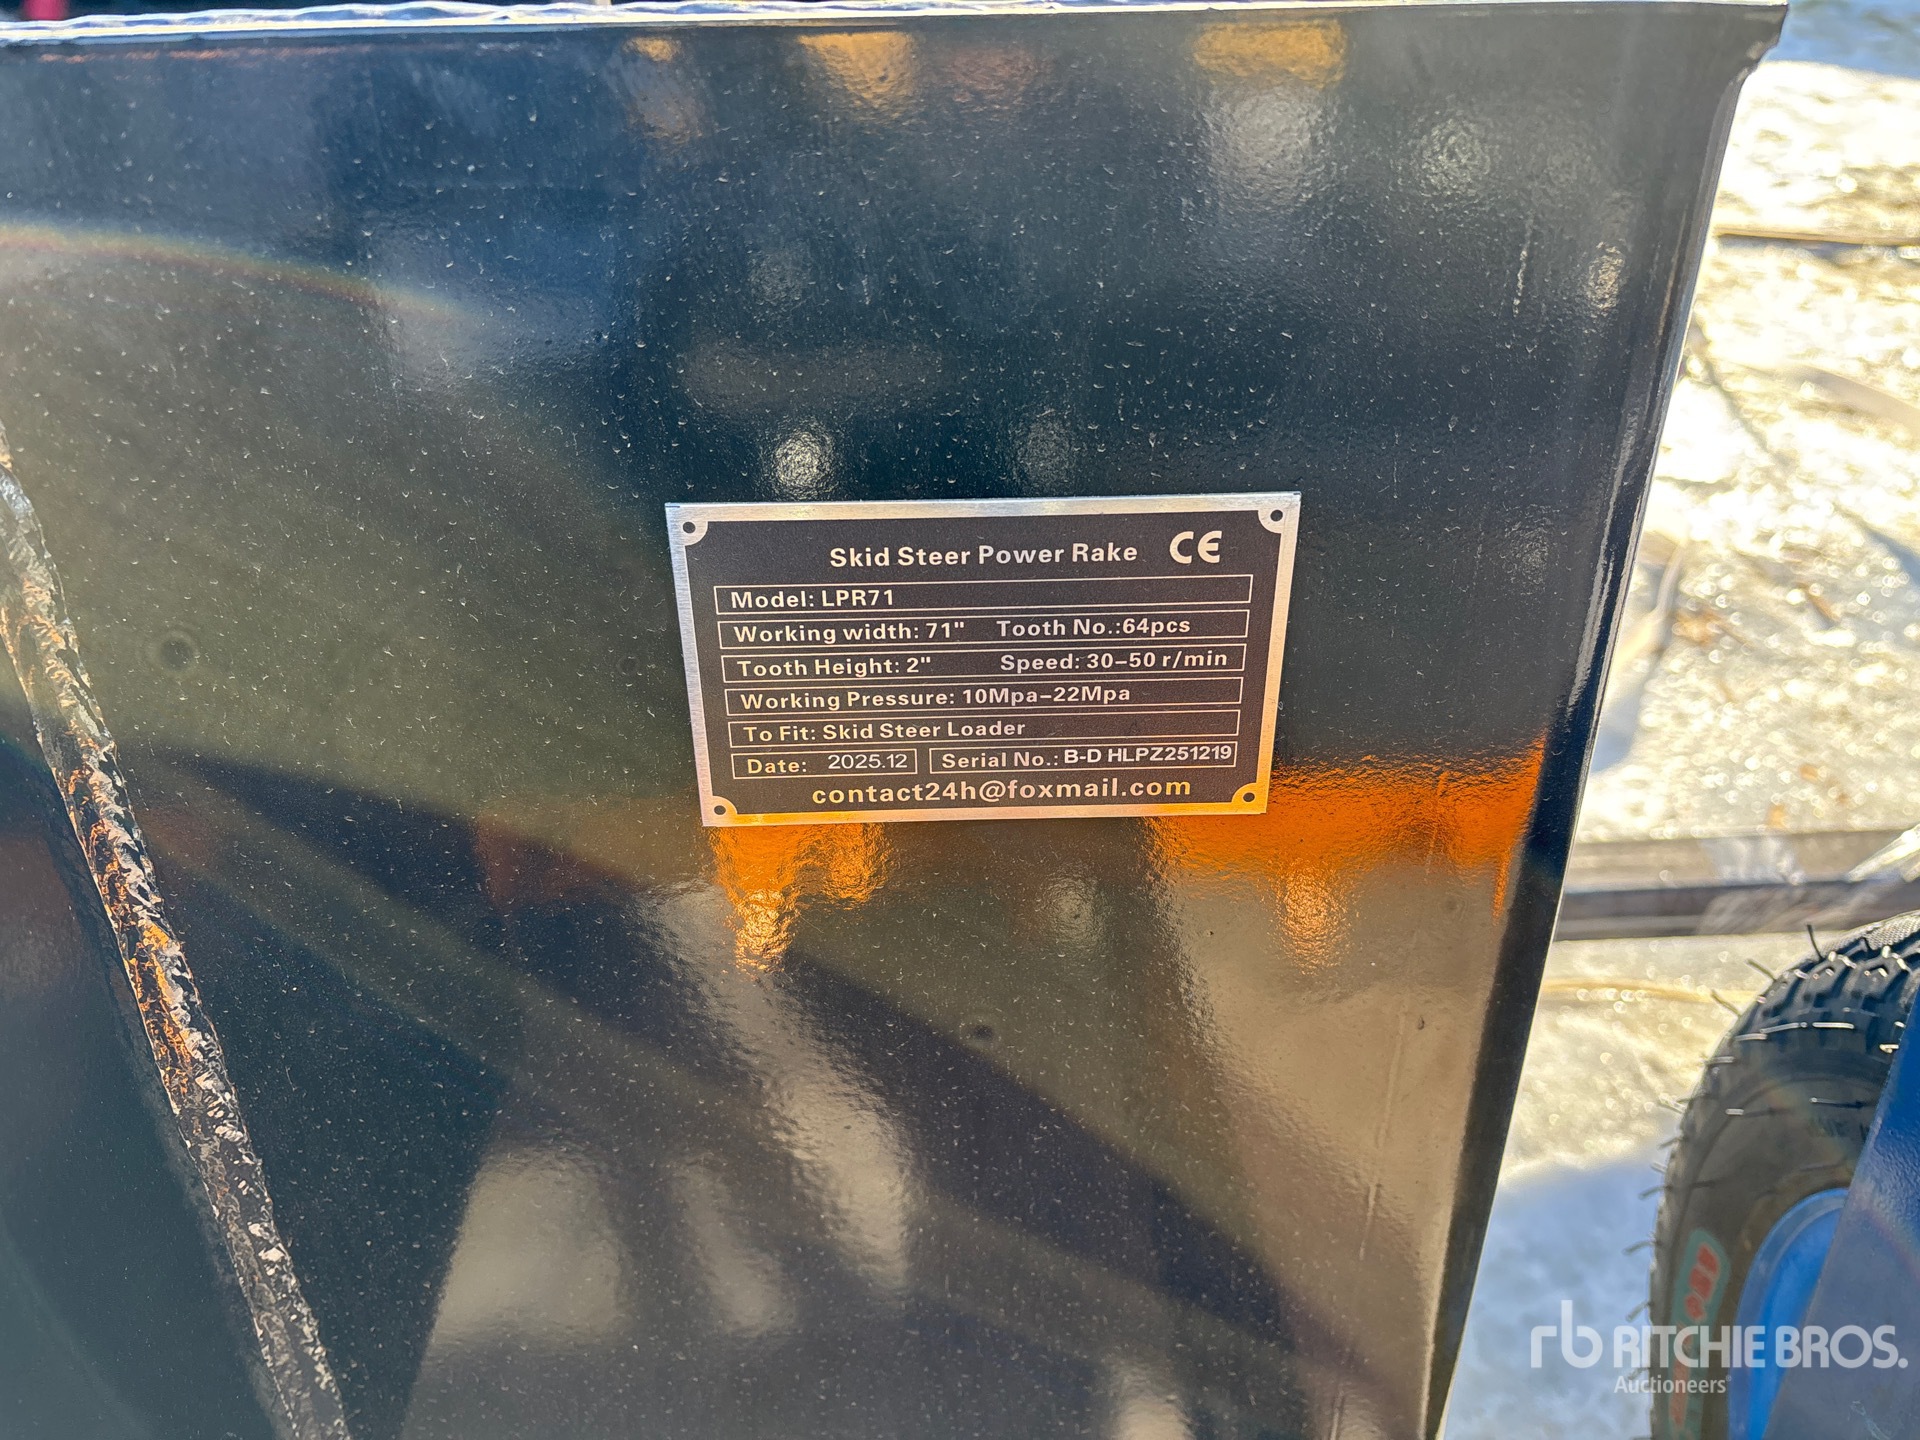 Skid Steer Power Rake CE
Model: LPR71
Working width: 71" Tooth No.:64pcs
Tooth Height: 2" Speed: 30-50 r/min
Working Pressure: 10Mpa-22Mpa
To Fit: Skid Steer Loader
Date: 2025.12 Serial No.: B-D HLPZ251219
contact24h@foxmail.com
rb RITCHIE BROS.
Auctioneers